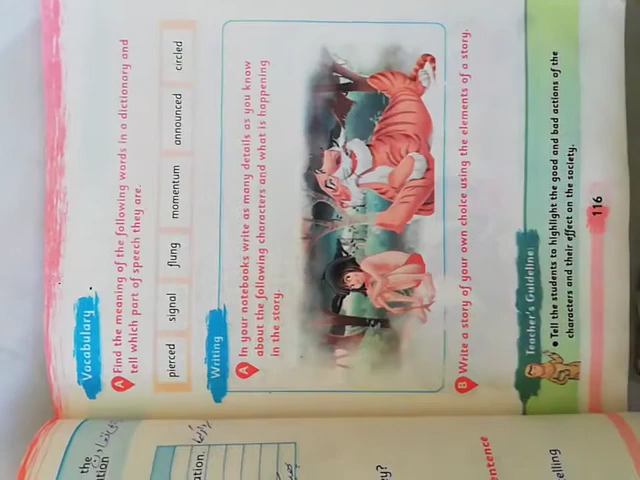 Vocabulary
A Find the meaning of the following words in a dictionary and
tell which part of speech they are.
pierced signal flung momentum announced circled
Writing
A In your notebooks write as many details as you know
about the following characters and what is happening
in the story.
B Write a story of your own choice using the elements of a story.
Teacher's Guideline:
• Tell the students to highlight the good and bad actions of the
characters and their effect on the society.
116
the
ation
ation.
ey?
entence
elling